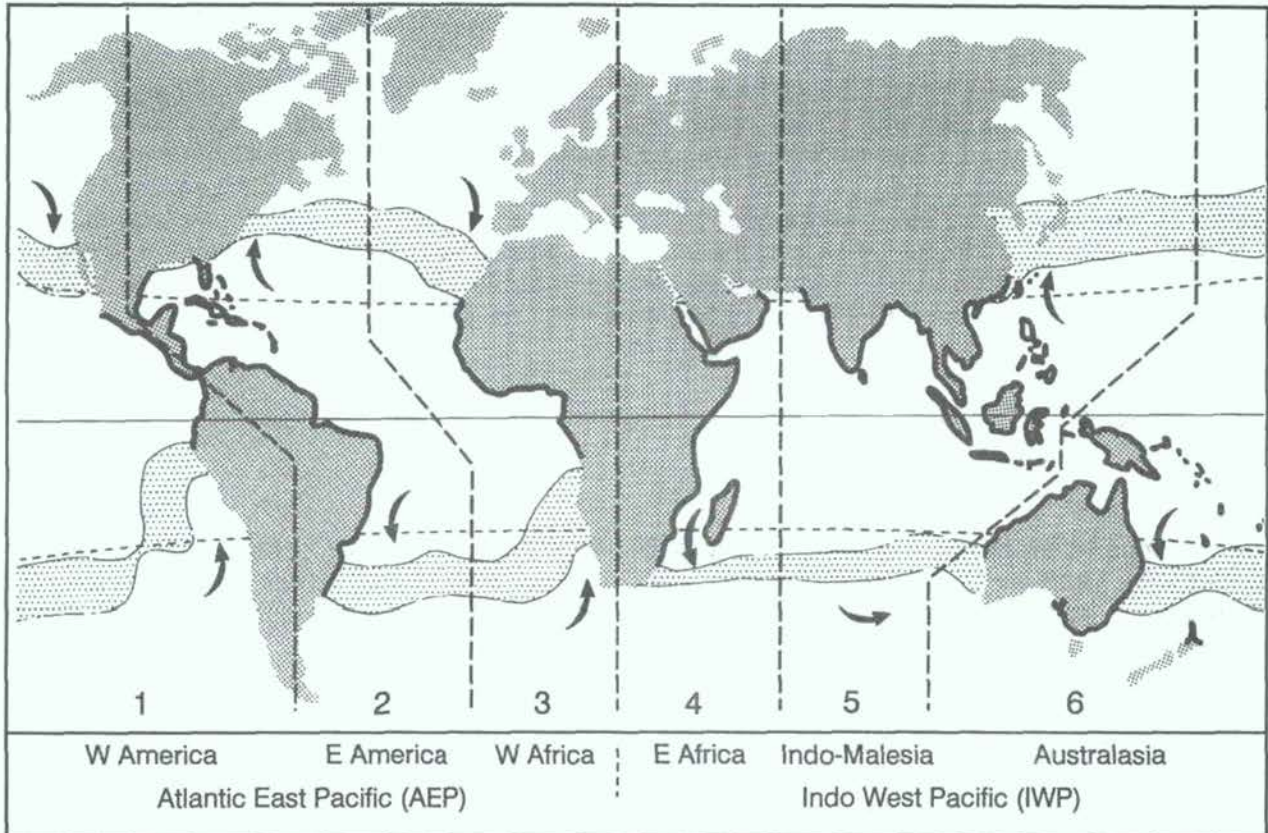 1 2 3 4 5 6
W America E America W Africa E Africa Indo-Malesia Australasia
Atlantic East Pacific (AEP) Indo West Pacific (IWP)